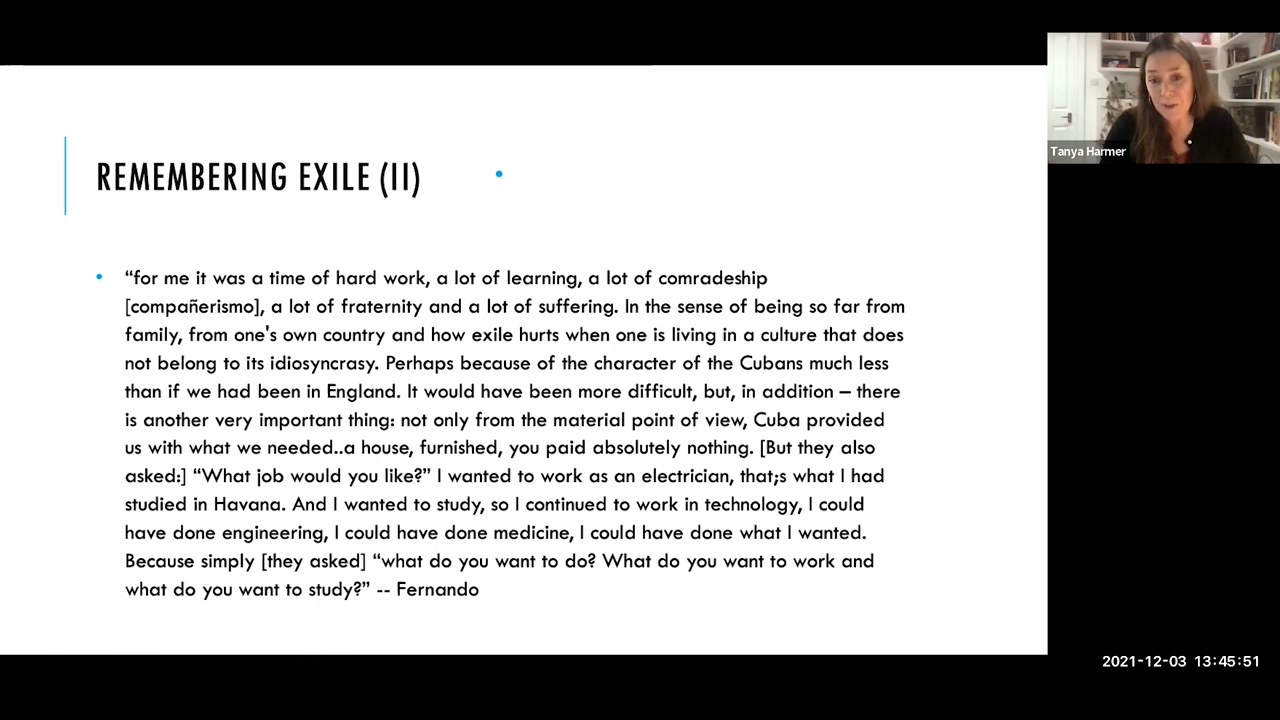 REMEMBERING EXILE (II)
“for me it was a time of hard work, a lot of learning, a lot of comradeship
[compañerismo], a lot of fraternity and a lot of suffering. In the sense of being so far from
family, from one's own country and how exile hurts when one is living in a culture that does
not belong to its idiosyncrasy. Perhaps because of the character of the Cubans much less
than if we had been in England. It would have been more difficult, but, in addition – there
is another very important thing: not only from the material point of view, Cuba provided
us with what we needed..a house, furnished, you paid absolutely nothing. [But they also
asked:] “What job would you like?” I wanted to work as an electrician, that;s what I had
studied in Havana. And I wanted to study, so I continued to work in technology, I could
have done engineering, I could have done medicine, I could have done what I wanted.
Because simply [they asked] “what do you want to do? What do you want to work and
what do you want to study?” -- Fernando
Tanya Harmer
2021-12-03 13:45:51